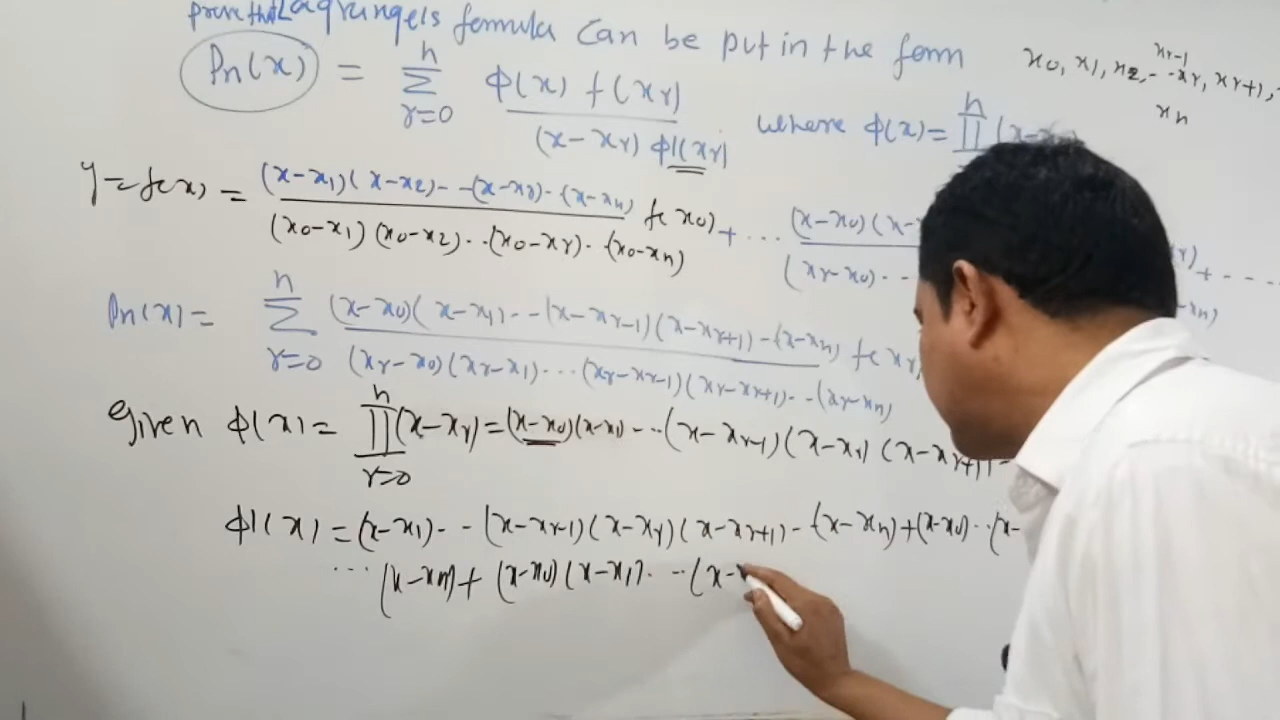 prove that Lagrange's formula can be put in the form
x0, x1, x2, - - xr-1 xr, xr+1, xn
Pn(x) = n Σ r=0 φ(x) f(xr) / (x-xr) φ'(xr) where φ(x) = n Π
y = f(x) = (x-x1)(x-x2)- -(x-xr)- (x-xn) / (x0-x1)(x0-x2)..(x0-xr). (x0-xn) f(x0) + ... (x-x0)(x- / (xr-x0)- - + - - - -
Pn(x) = n Σ r=0 (x-x0)(x-x1)- -(x-xr-1)(x-xr+1)-(x-xn) / (xr-x0)(xr-x1)...(xr-xr-1)(xr-xr+1)- -(xr-xn) f(xr)
Given φ(x) = n Π r=0 (x-xr) = (x-x0)(x-x1) - - -(x-xr-1)(x-xr)(x-xr+1) -
φ'(x) = (x-x1)- - -(x-xr-1)(x-xr)(x-xr+1)- (x-xn)+(x-x0)- -(x-
... (x-xn)+ (x-x0)(x-x1). - -(x-x